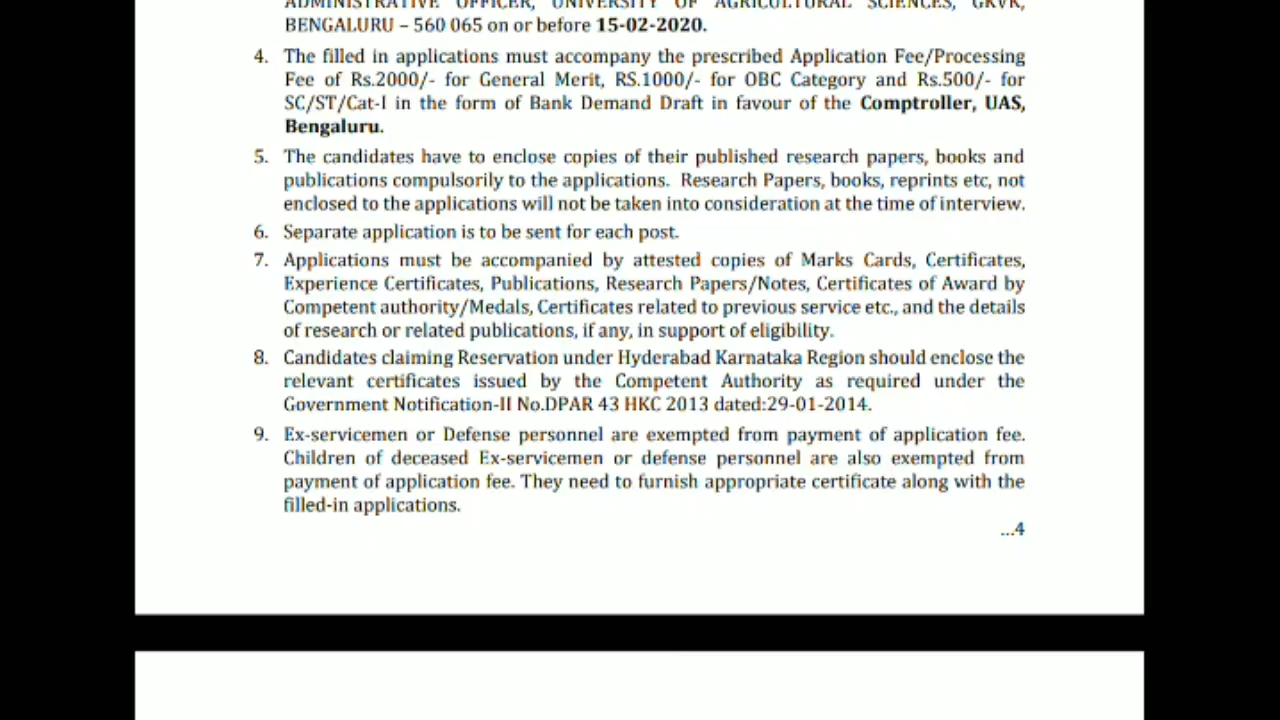 ADMINISTRATIVE OFFICER, UNIVERSITY OF AGRICULTURAL SCIENCES, GKVK,
BENGALURU – 560 065 on or before 15-02-2020.
4. The filled in applications must accompany the prescribed Application Fee/Processing
Fee of Rs.2000/- for General Merit, RS.1000/- for OBC Category and Rs.500/- for
SC/ST/Cat-I in the form of Bank Demand Draft in favour of the Comptroller, UAS,
Bengaluru.
5. The candidates have to enclose copies of their published research papers, books and
publications compulsorily to the applications. Research Papers, books, reprints etc, not
enclosed to the applications will not be taken into consideration at the time of interview.
6. Separate application is to be sent for each post.
7. Applications must be accompanied by attested copies of Marks Cards, Certificates,
Experience Certificates, Publications, Research Papers/Notes, Certificates of Award by
Competent authority/Medals, Certificates related to previous service etc., and the details
of research or related publications, if any, in support of eligibility.
8. Candidates claiming Reservation under Hyderabad Karnataka Region should enclose the
relevant certificates issued by the Competent Authority as required under the
Government Notification-II No.DPAR 43 HKC 2013 dated:29-01-2014.
9. Ex-servicemen or Defense personnel are exempted from payment of application fee.
Children of deceased Ex-servicemen or defense personnel are also exempted from
payment of application fee. They need to furnish appropriate certificate along with the
filled-in applications.
...4